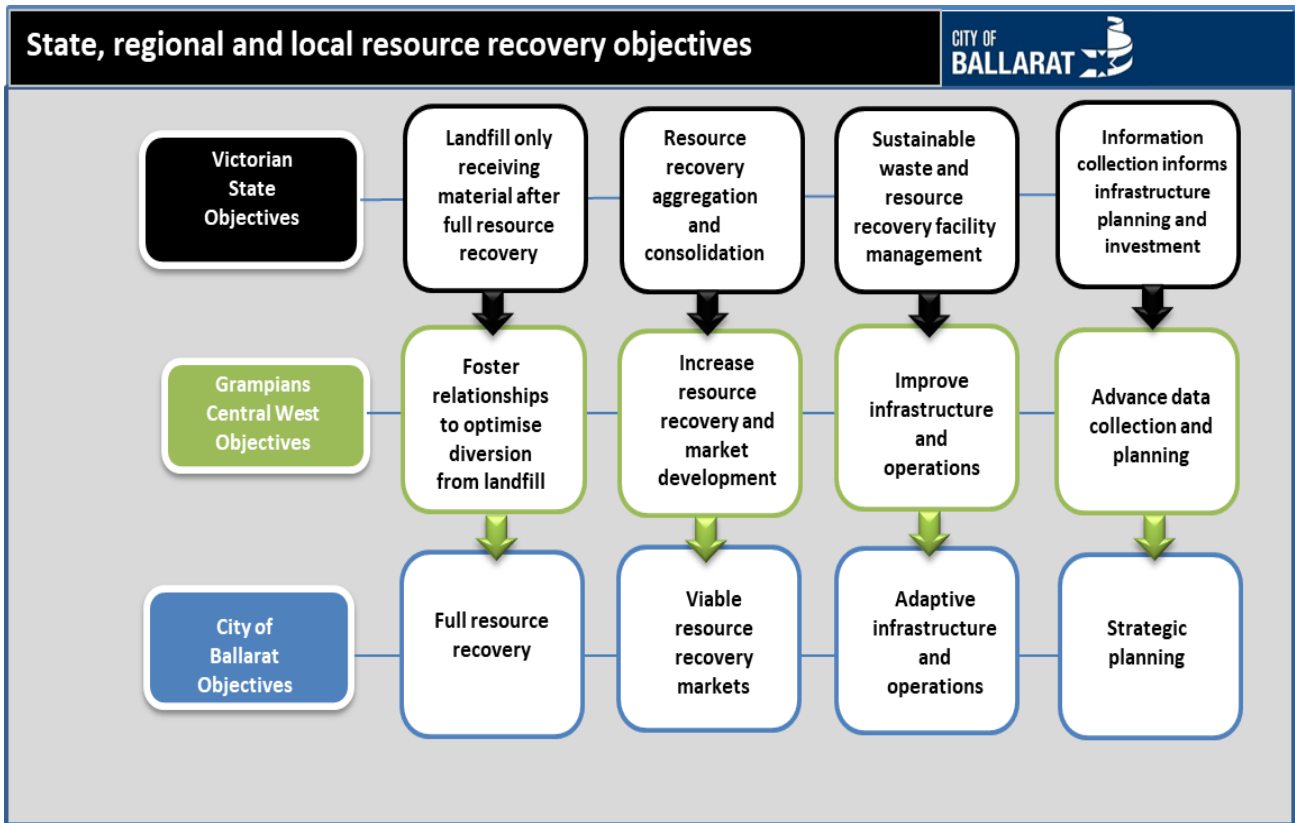 State, regional and local resource recovery objectives
CITY OF
BALLARAT
Victorian
State
Objectives
Landfill only
receiving
material after
full resource
recovery
Resource
recovery
aggregation
and
consolidation
Sustainable
waste and
resource
recovery facility
management
Information
collection informs
infrastructure
planning and
investment
Grampians
Central West
Objectives
Foster
relationships
to optimise
diversion
from landfill
Increase
resource
recovery and
market
development
Improve
infrastructure
and
operations
Advance data
collection and
planning
City of
Ballarat
Objectives
Full resource
recovery
Viable
resource
recovery
markets
Adaptive
infrastructure
and
operations
Strategic
planning